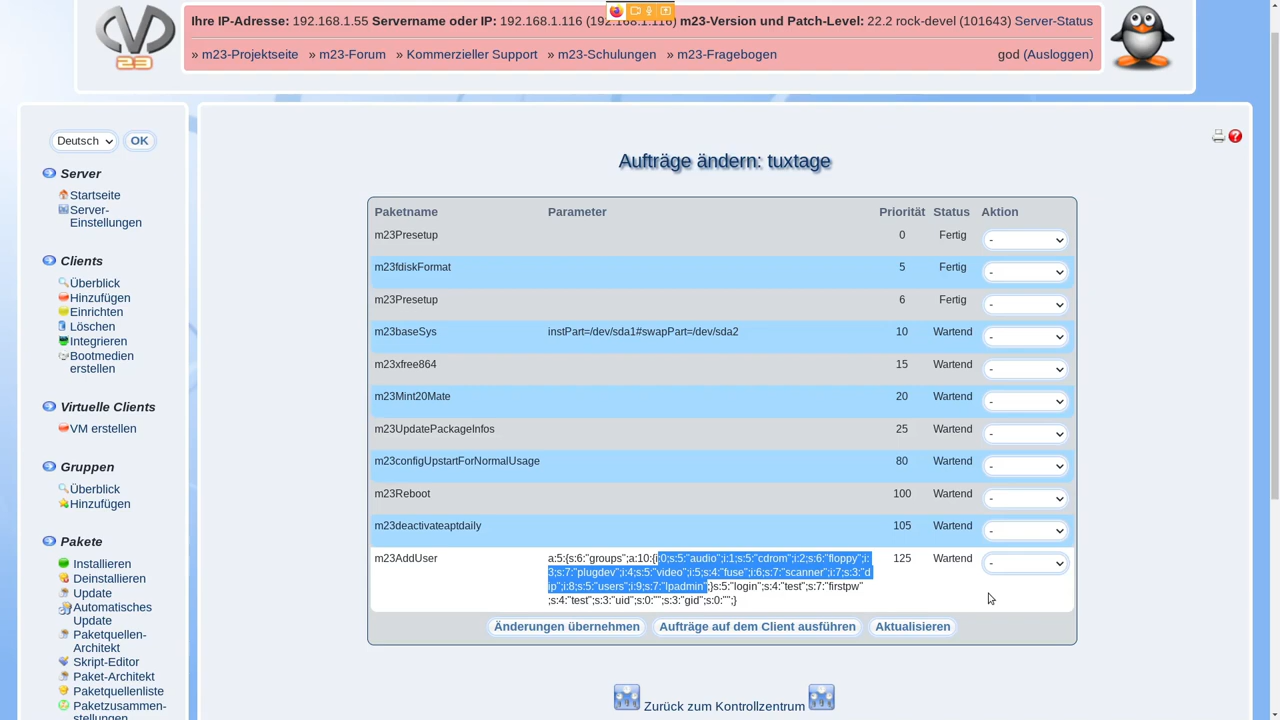 Ihre IP-Adresse: 192.168.1.55 Servername oder IP: 192.168.1.116 (192.168.1.116) m23-Version und Patch-Level: 22.2 rock-devel (101643) Server-Status
» m23-Projektseite » m23-Forum » Kommerzieller Support » m23-Schulungen » m23-Fragebogen god (Ausloggen)
23
Deutsch OK
Server
Startseite
Server-
Einstellungen
Clients
Überblick
Hinzufügen
Einrichten
Löschen
Integrieren
Bootmedien
erstellen
Virtuelle Clients
VM erstellen
Gruppen
Überblick
Hinzufügen
Pakete
Installieren
Deinstallieren
Update
Automatisches
Update
Paketquellen-
Architekt
Skript-Editor
Paket-Architekt
Paketquellenliste
Paketzusammen-
stellungen
Aufträge ändern: tuxtage
Paketname Parameter Priorität Status Aktion
m23Presetup 0 Fertig -
m23fdiskFormat 5 Fertig -
m23Presetup 6 Fertig -
m23baseSys instPart=/dev/sda1#swapPart=/dev/sda2 10 Wartend -
m23xfree864 15 Wartend -
m23Mint20Mate 20 Wartend -
m23UpdatePackageInfos 25 Wartend -
m23configUpstartForNormalUsage 80 Wartend -
m23Reboot 100 Wartend -
m23deactivateaptdaily 105 Wartend -
m23AddUser a:5:{s:6:"groups";a:10:{i:0;s:5:"audio";i:1;s:5:"cdrom";i:2;s:6:"floppy";i: 125 Wartend -
3;s:7:"plugdev";i:4;s:5:"video";i:5;s:4:"fuse";i:6;s:7:"scanner";i:7;s:3:"d
ip";i:8;s:5:"users";i:9;s:7:"lpadmin";}s:5:"login";s:4:"test";s:7:"firstpw"
;s:4:"test";s:3:"uid";s:0:"";s:3:"gid";s:0:"";}
Änderungen übernehmen Aufträge auf dem Client ausführen Aktualisieren
Zurück zum Kontrollzentrum